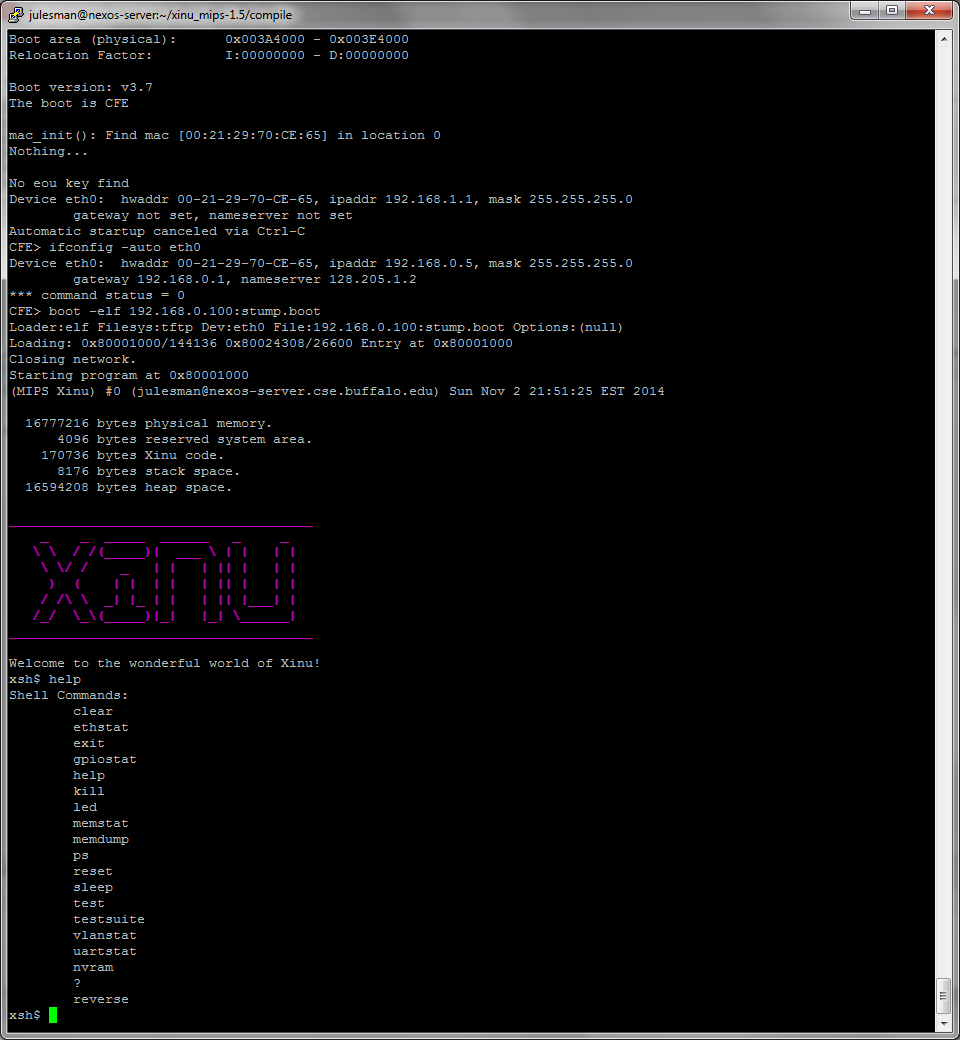 julesman@nexos-server:~/xinu_mips-1.5/compile
Boot area (physical):      0x003A4000 - 0x003E4000
Relocation Factor:         I:00000000 - D:00000000
Boot version: v3.7
The boot is CFE
mac_init(): Find mac [00:21:29:70:CE:65] in location 0
Nothing...
No eou key find
Device eth0:  hwaddr 00-21-29-70-CE-65, ipaddr 192.168.1.1, mask 255.255.255.0
        gateway not set, nameserver not set
Automatic startup canceled via Ctrl-C
CFE> ifconfig -auto eth0
Device eth0:  hwaddr 00-21-29-70-CE-65, ipaddr 192.168.0.5, mask 255.255.255.0
        gateway 192.168.0.1, nameserver 128.205.1.2
*** command status = 0
CFE> boot -elf 192.168.0.100:stump.boot
Loader:elf Filesys:tftp Dev:eth0 File:192.168.0.100:stump.boot Options:(null)
Loading: 0x80001000/144136 0x80024308/26600 Entry at 0x80001000
Closing network.
Starting program at 0x80001000
(MIPS Xinu) #0 (julesman@nexos-server.cse.buffalo.edu) Sun Nov 2 21:51:25 EST 2014
  16777216 bytes physical memory.
      4096 bytes reserved system area.
    170736 bytes Xinu code.
      8176 bytes stack space.
  16594208 bytes heap space.
Xinu
Welcome to the wonderful world of Xinu!
xsh$ help
Shell Commands:
        clear
        ethstat
        exit
        gpiostat
        help
        kill
        led
        memstat
        memdump
        ps
        reset
        sleep
        test
        testsuite
        vlanstat
        uartstat
        nvram
        ?
        reverse
xsh$